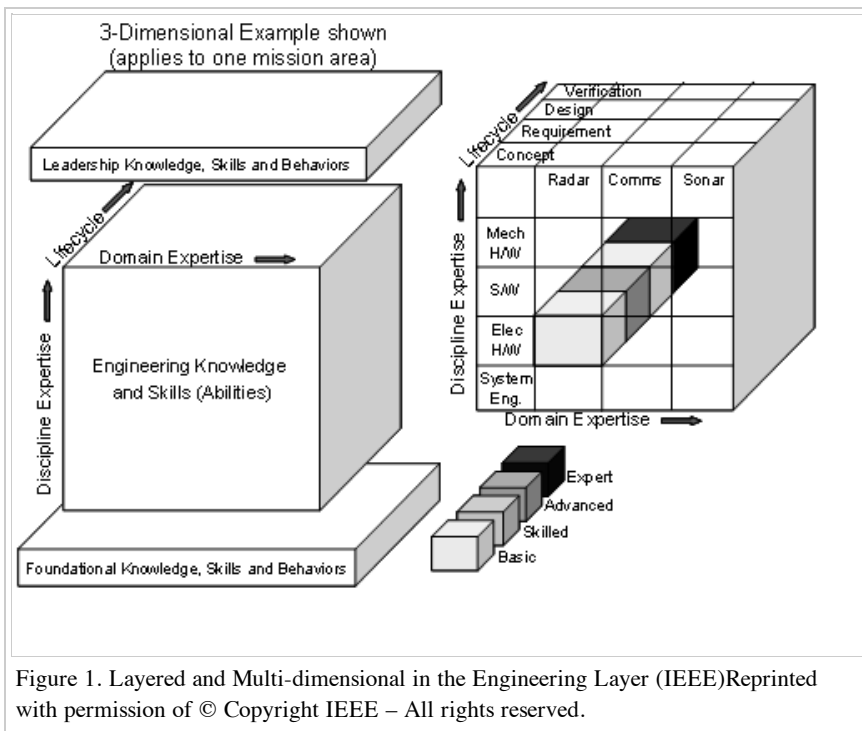 3-Dimensional Example shown
(applies to one mission area)
Leadership Knowledge, Skills and Behaviors
Lifecycle
Domain Expertise
Discipline Expertise
Engineering Knowledge
and Skills (Abilities)
Foundational Knowledge, Skills and Behaviors
Lifecycle
Verification
Design
Requirement
Concept
Radar Comms Sonar
Discipline Expertise
Mech
H/W
S/W
Elec
H/W
System
Eng.
Domain Expertise
Expert
Advanced
Skilled
Basic
Figure 1. Layered and Multi-dimensional in the Engineering Layer (IEEE)Reprinted
with permission of © Copyright IEEE – All rights reserved.